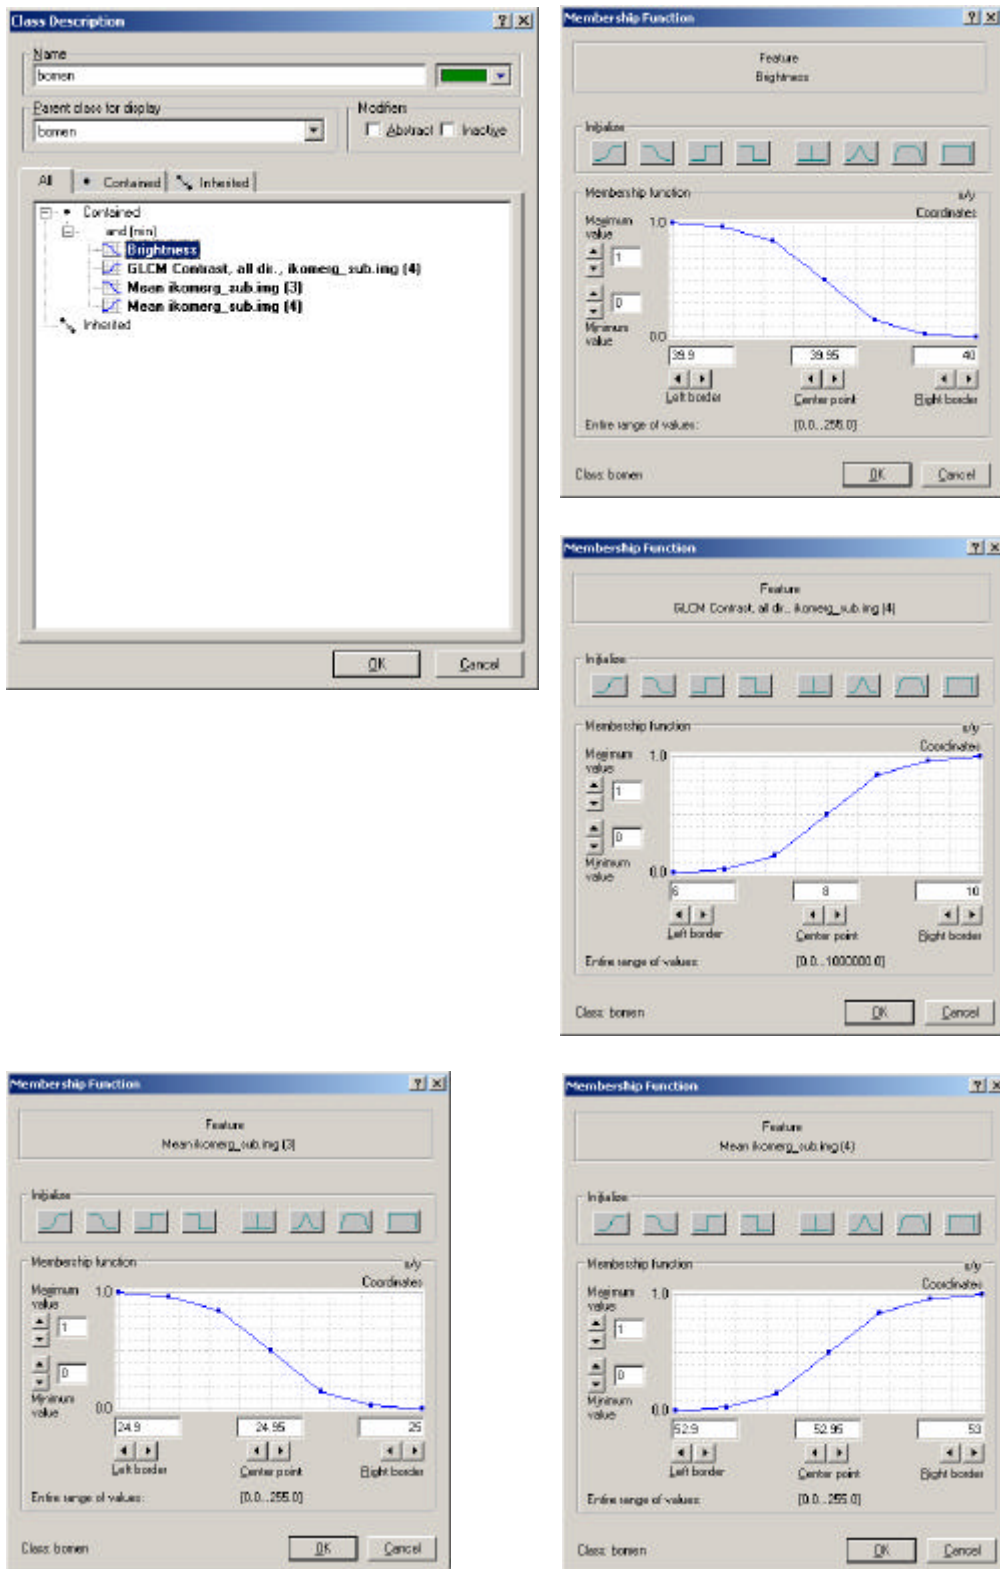 Class Description
Name
bomen
Parent class for display
bomen
Modifiers
Abstract
Inactive
All
Contained
Inherited
Contained
and (min)
Brightness
GLCM Contrast, all dir., ikomerg_sub.img (4)
Mean ikomerg_sub.img (3)
Mean ikomerg_sub.img (4)
Inherited
OK
Cancel
Membership Function
Feature
Brightness
Initialize
Membership function
x/y
Coordinates
Maximum
value
1.0
1
0
Minimum
value
0.0
39.9
39.95
40
Left border
Center point
Right border
Entire range of values:
[0.0...255.0]
Class: bomen
OK
Cancel
Membership Function
Feature
GLCM Contrast, all dir., ikomerg_sub.img (4)
Initialize
Membership function
x/y
Coordinates
Maximum
value
1.0
1
0
Minimum
value
0.0
6
8
10
Left border
Center point
Right border
Entire range of values:
[0.0...1000000.0]
Class: bomen
OK
Cancel
Membership Function
Feature
Mean ikomerg_sub.img (3)
Initialize
Membership function
x/y
Coordinates
Maximum
value
1.0
1
0
Minimum
value
0.0
24.9
24.95
25
Left border
Center point
Right border
Entire range of values:
[0.0...255.0]
Class: bomen
OK
Cancel
Membership Function
Feature
Mean ikomerg_sub.img (4)
Initialize
Membership function
x/y
Coordinates
Maximum
value
1.0
1
0
Minimum
value
0.0
52.9
52.95
53
Left border
Center point
Right border
Entire range of values:
[0.0...255.0]
Class: bomen
OK
Cancel